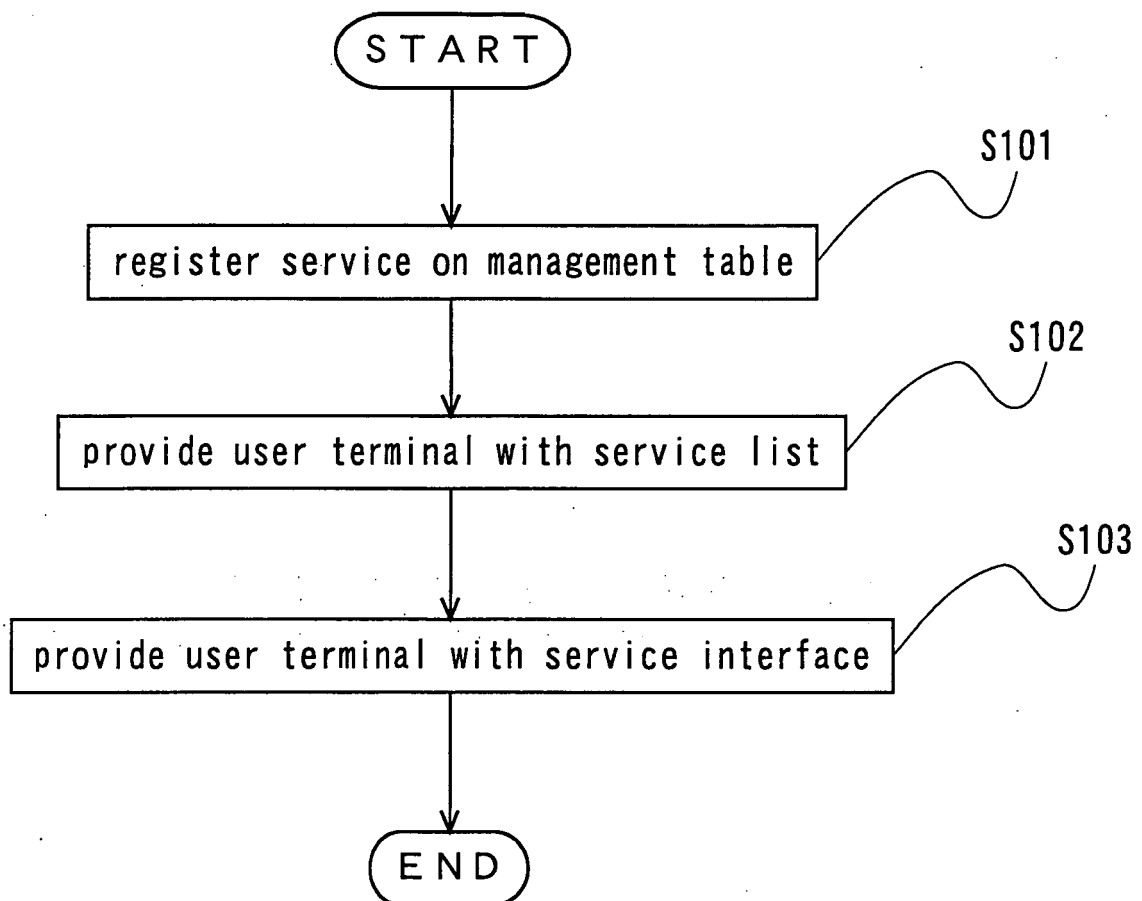 START
S101
register service on management table
S102
provide user terminal with service list
S103
provide user terminal with service interface
END